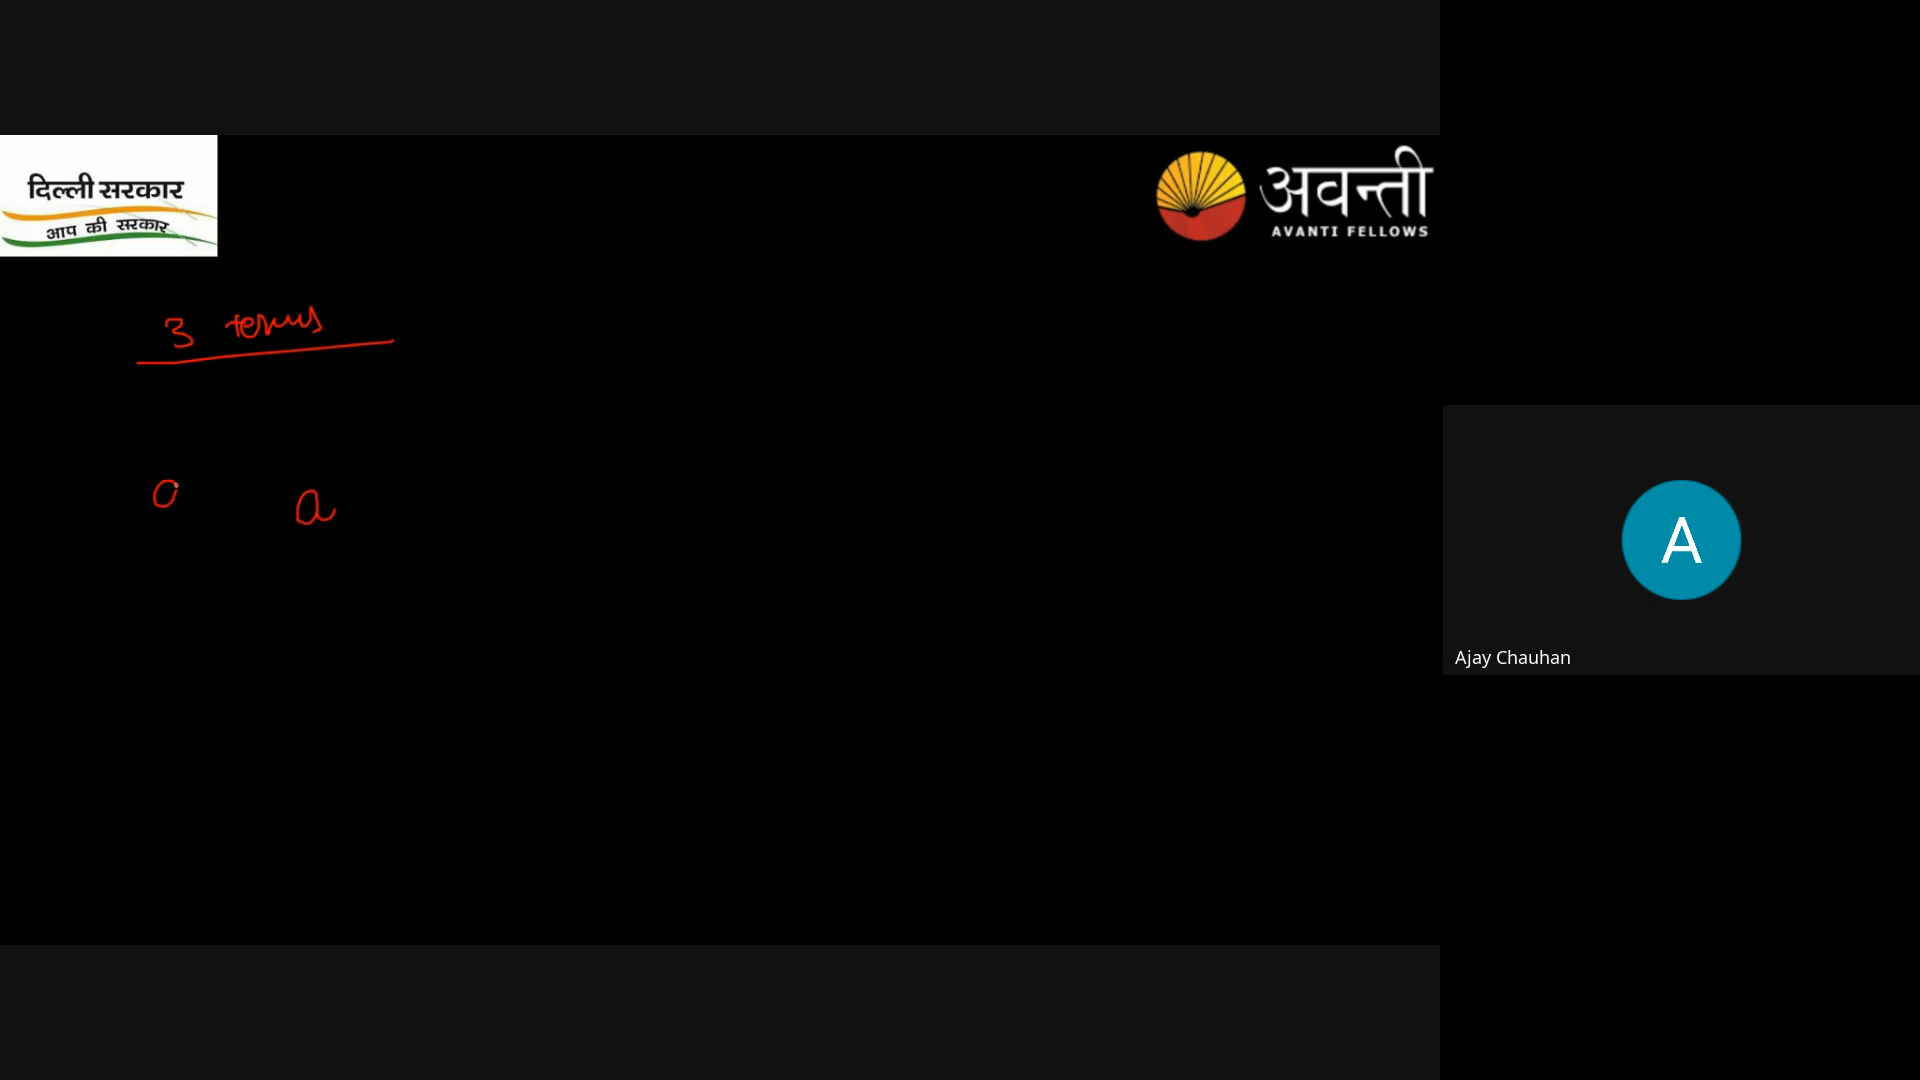 दिल्ली सरकार
आप की सरकार
अवन्ती
AVANTI FELLOWS
3 terms
a a
Ajay Chauhan
A